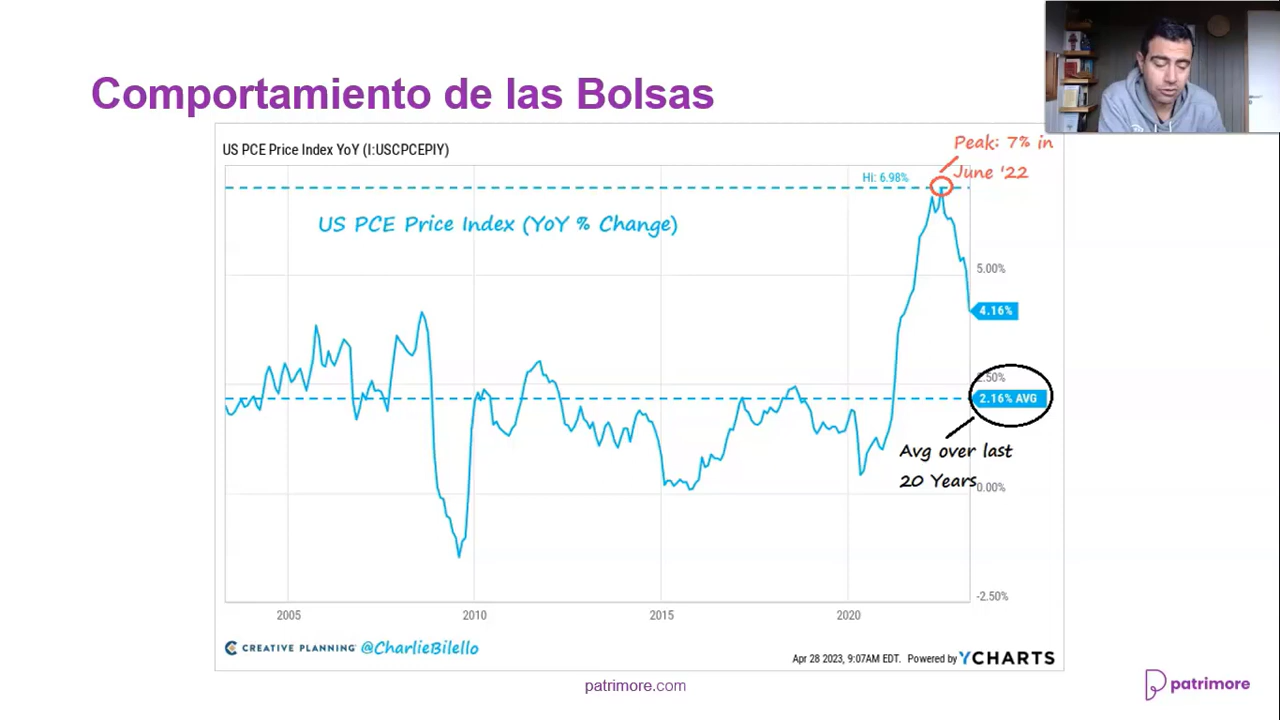 Comportamiento de las Bolsas
US PCE Price Index YoY (I:USCPCEPIY)
Peak: 7% in
June '22
Hi: 6.98%
US PCE Price Index (YoY % Change)
5.00%
4.16%
2.50%
2.16% AVG
Avg over last
20 Years
0.00%
-2.50%
2005 2010 2015 2020
CREATIVE PLANNING @CharlieBilello
Apr 28 2023, 9:07AM EDT. Powered by YCHARTS
patrimore.com
patrimore